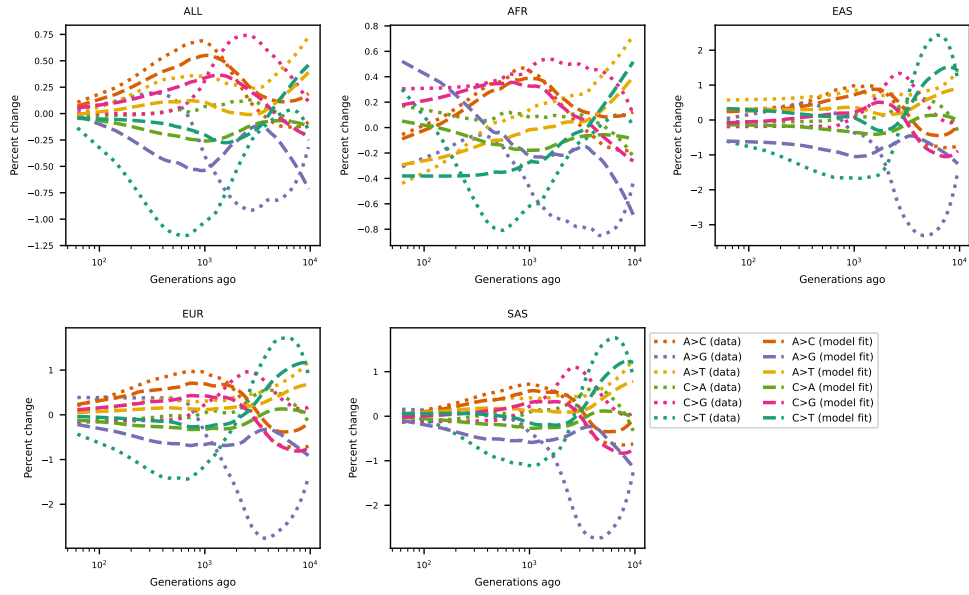 ALL
AFR
EAS
0.75
0.50
0.25
0.00
−0.25
−0.50
−0.75
−1.00
−1.25
Percent change
10² 10³ 10⁴
Generations ago
0.8
0.6
0.4
0.2
0.0
−0.2
−0.4
−0.6
−0.8
Percent change
10² 10³ 10⁴
Generations ago
2
1
0
−1
−2
−3
Percent change
10² 10³ 10⁴
Generations ago
EUR
SAS
1
0
−1
−2
Percent change
10² 10³ 10⁴
Generations ago
1
0
−1
−2
Percent change
10² 10³ 10⁴
Generations ago
A>C (data) A>C (model fit)
A>G (data) A>G (model fit)
A>T (data) A>T (model fit)
C>A (data) C>A (model fit)
C>G (data) C>G (model fit)
C>T (data) C>T (model fit)